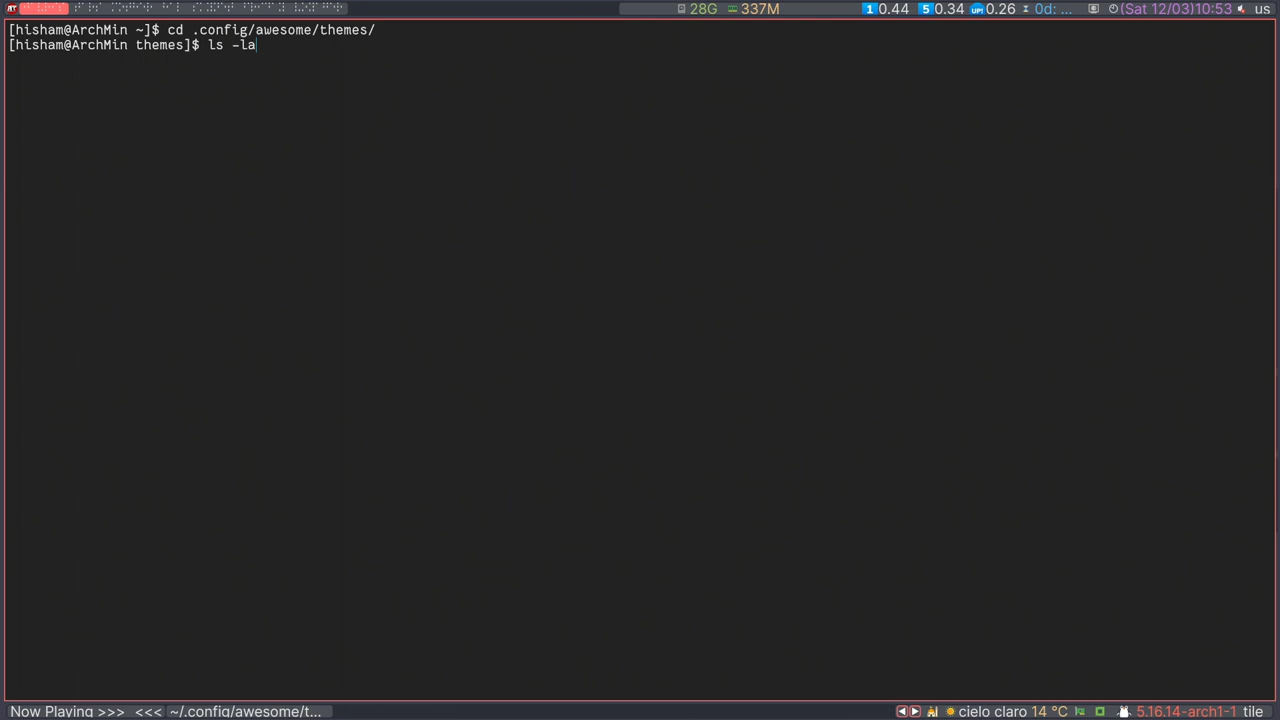 28G 337M 1 0.44 5 0.34 UP! 0.26 0d: ... (Sat 12/03)10:53 us
[hisham@ArchMin ~]$ cd .config/awesome/themes/
[hisham@ArchMin themes]$ ls -la
Now Playing >>> <<< ~/.config/awesome/t... cielo claro 14 °C 5.16.14-arch1-1 tile